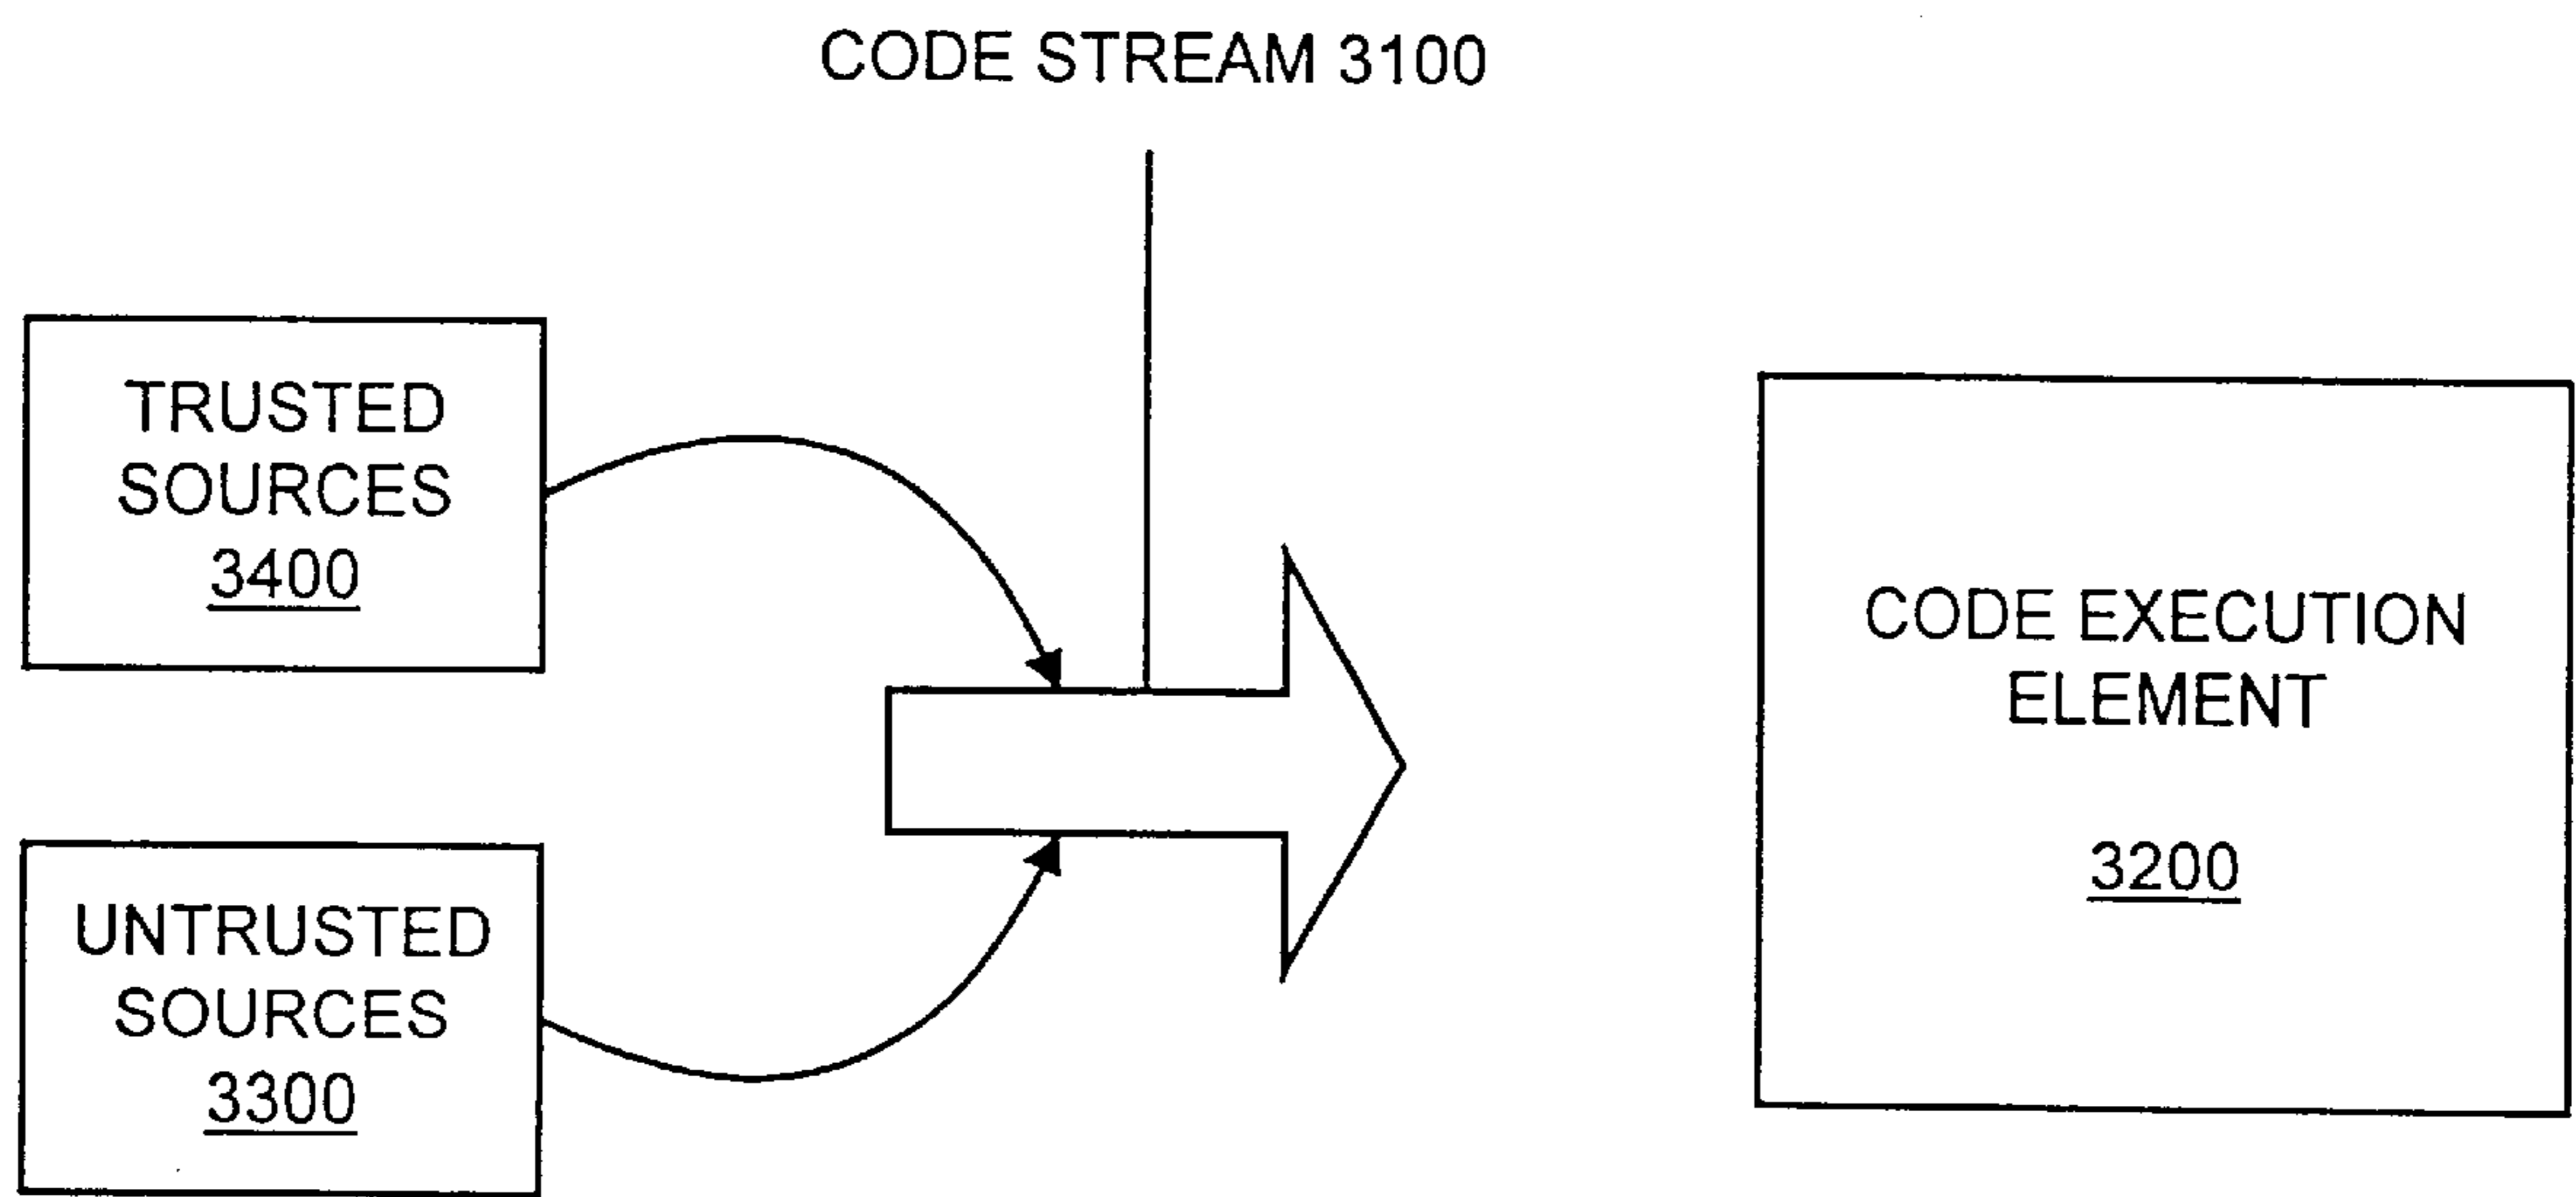 CODE STREAM 3100
TRUSTED
SOURCES
3400
UNTRUSTED
SOURCES
3300
CODE EXECUTION
ELEMENT
3200